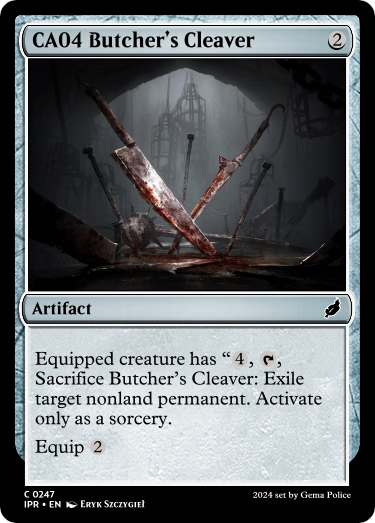 CA04 Butcher's Cleaver 2
Artifact
Equipped creature has “ 4 , ,
Sacrifice Butcher's Cleaver: Exile
target nonland permanent. Activate
only as a sorcery.
Equip 2
C 0247
IPR • EN Eryk Szczygieł
2024 set by Gema Police